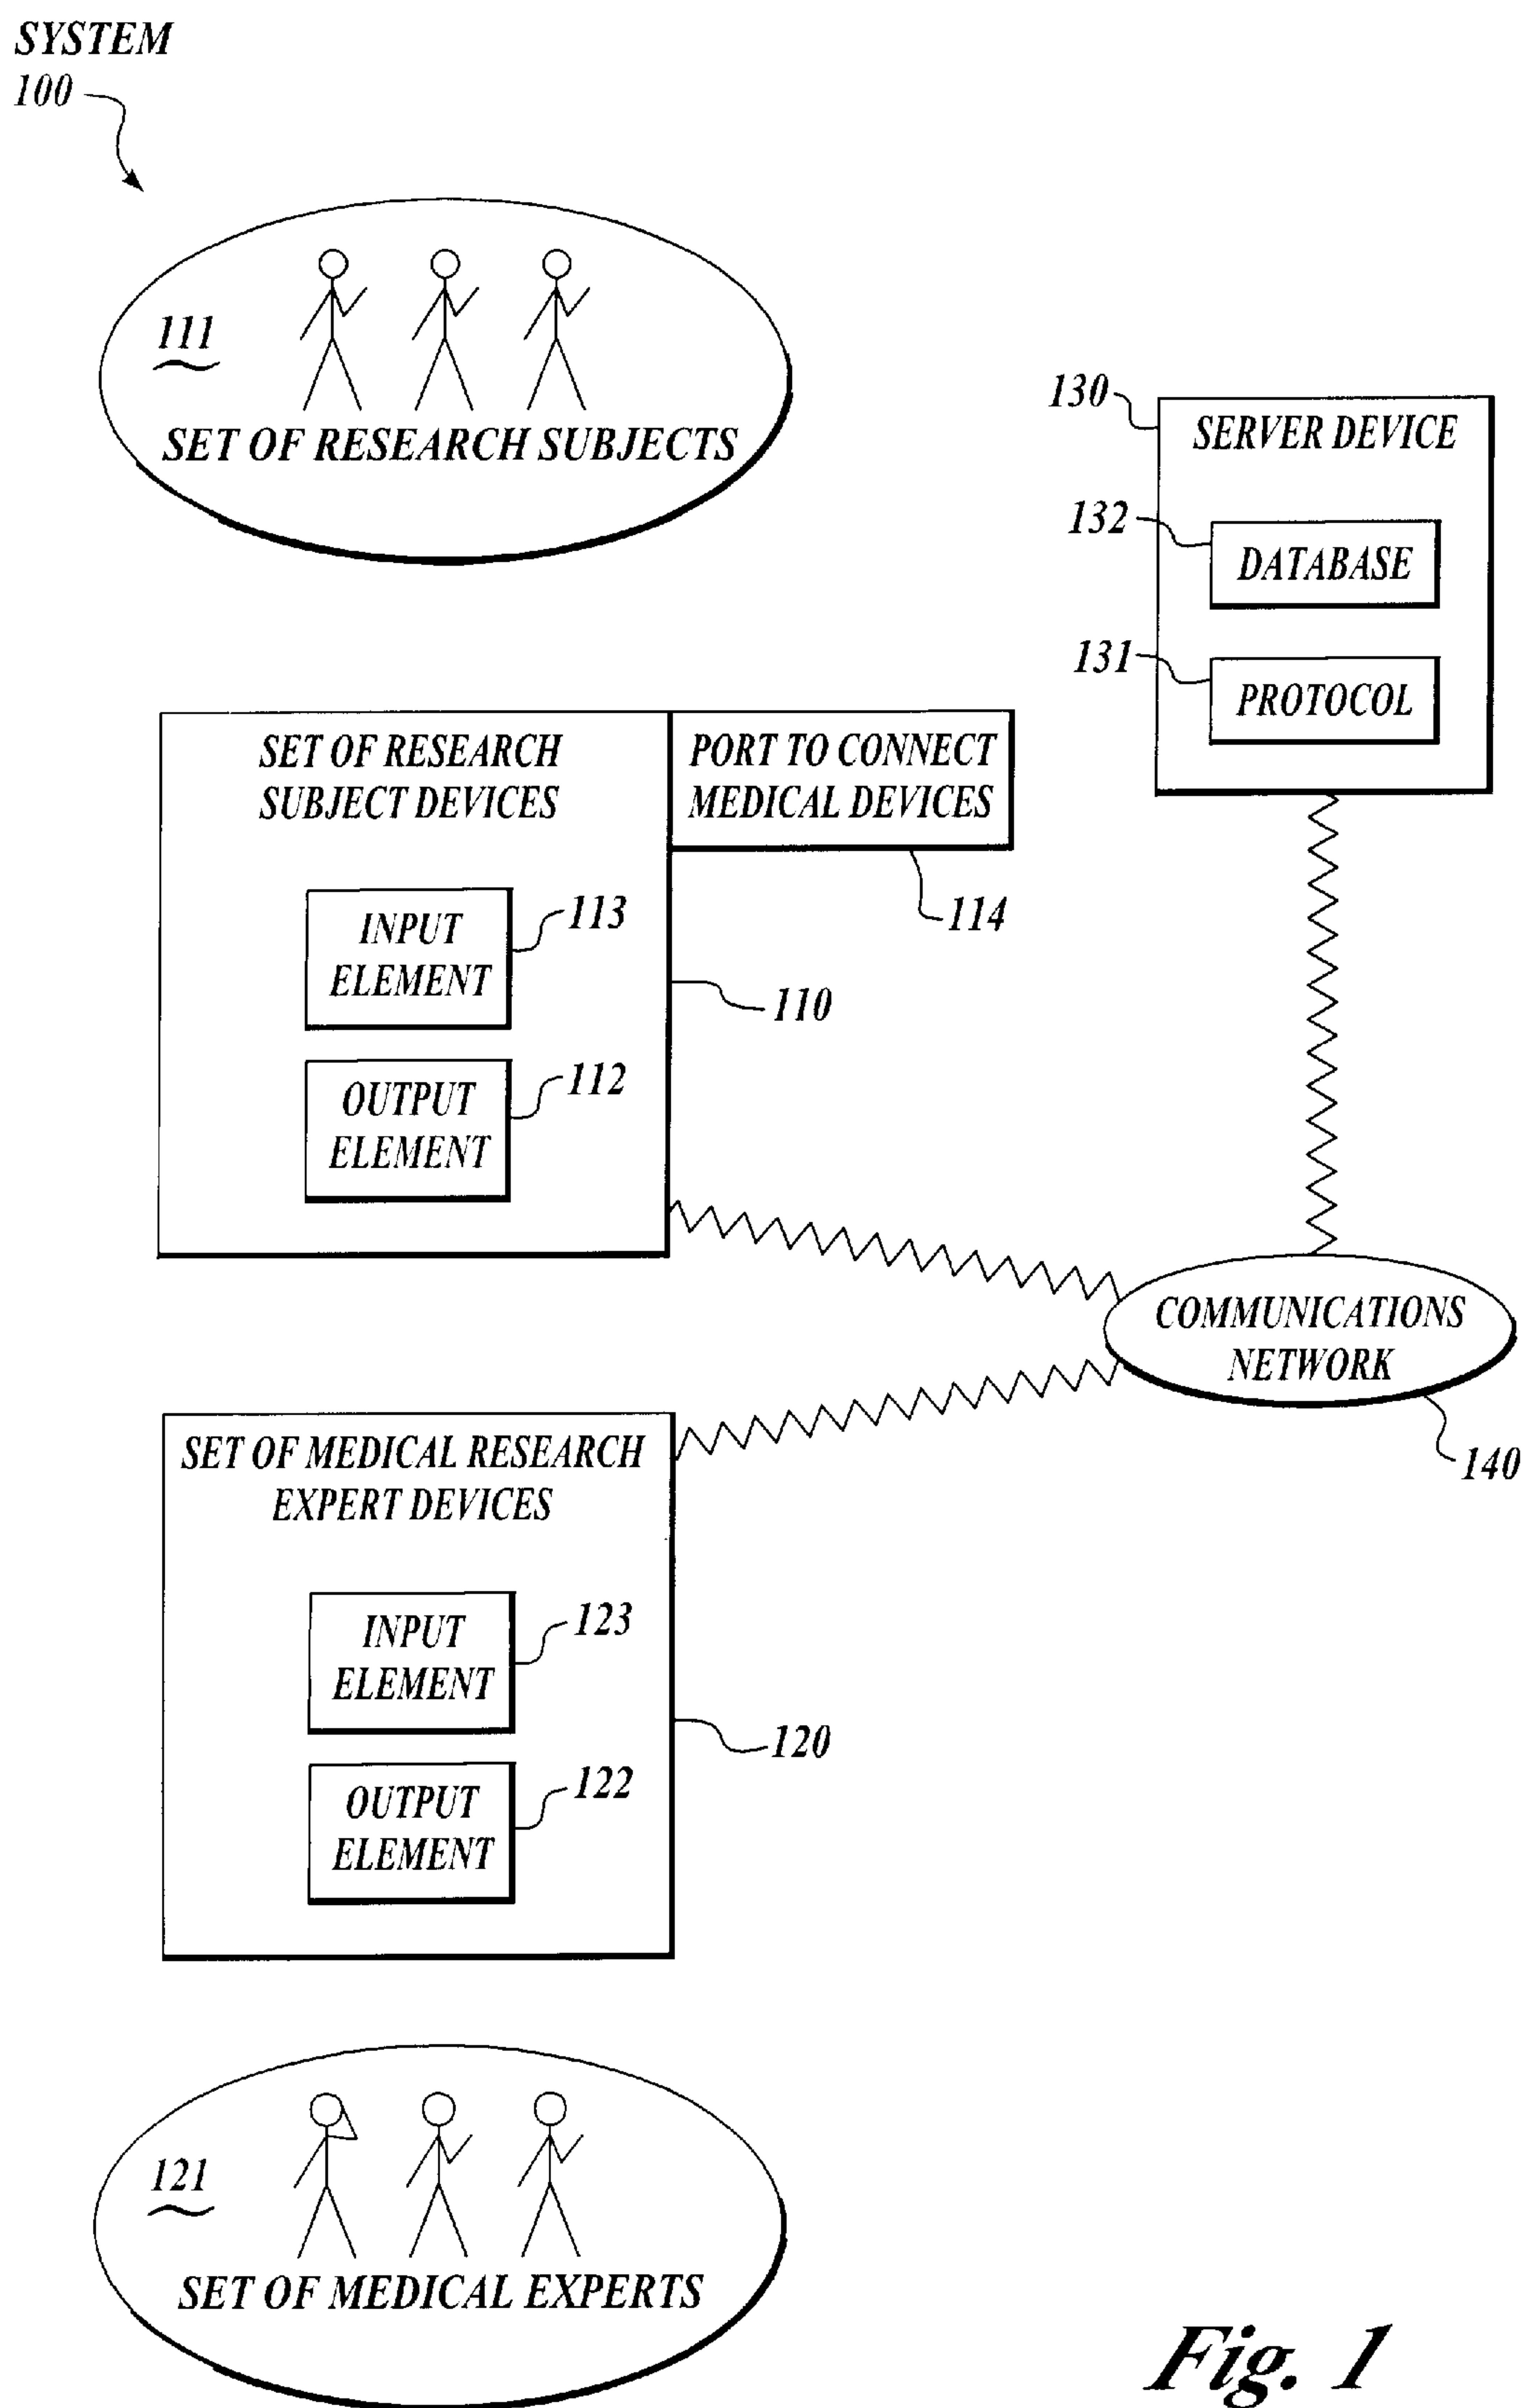 SYSTEM
100
111
SET OF RESEARCH SUBJECTS
130
SERVER DEVICE
132
DATABASE
131
PROTOCOL
SET OF RESEARCH
SUBJECT DEVICES
PORT TO CONNECT
MEDICAL DEVICES
114
INPUT
ELEMENT
113
110
OUTPUT
ELEMENT
112
COMMUNICATIONS
NETWORK
140
SET OF MEDICAL RESEARCH
EXPERT DEVICES
INPUT
ELEMENT
123
120
OUTPUT
ELEMENT
122
121
SET OF MEDICAL EXPERTS
Fig. 1